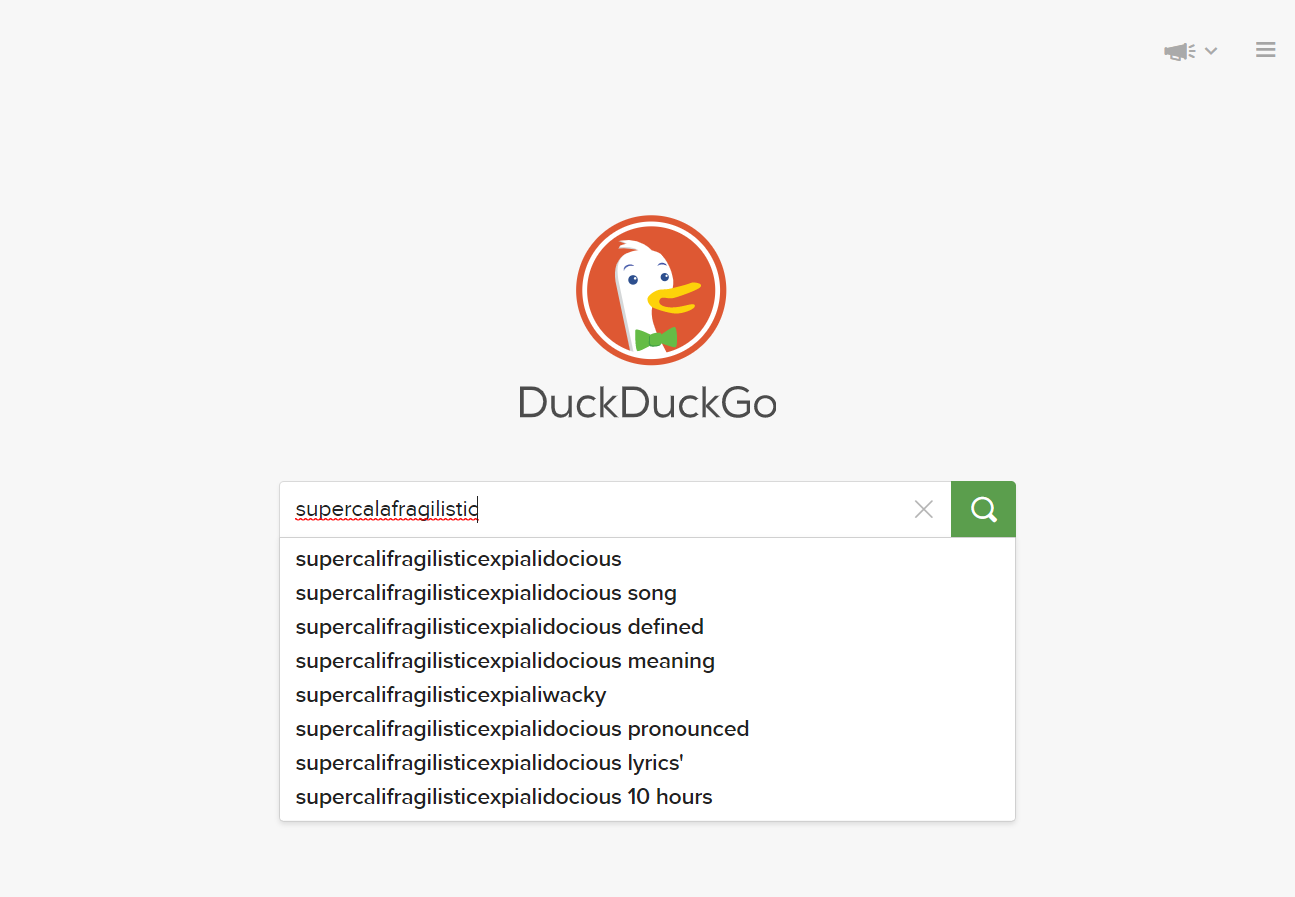 DuckDuckGo
supercalafragilistic
supercalifragilisticexpialidocious
supercalifragilisticexpialidocious song
supercalifragilisticexpialidocious defined
supercalifragilisticexpialidocious meaning
supercalifragilisticexpialiwacky
supercalifragilisticexpialidocious pronounced
supercalifragilisticexpialidocious lyrics'
supercalifragilisticexpialidocious 10 hours